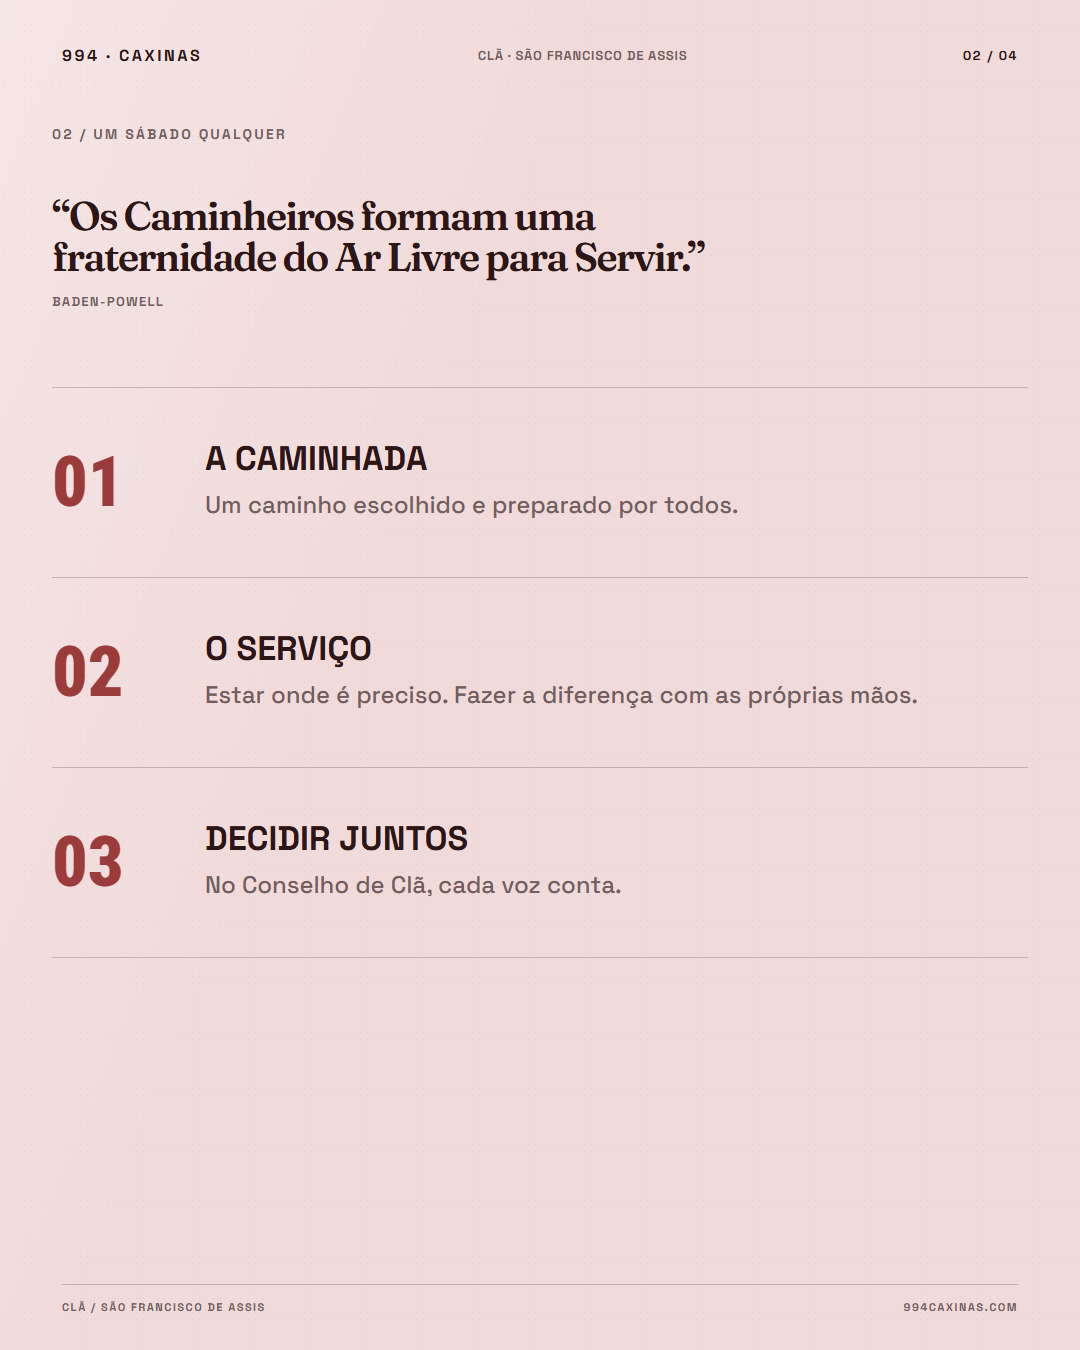 994 · CAXINAS
CLÃ · SÃO FRANCISCO DE ASSIS
02 / 04
02 / UM SÁBADO QUALQUER
“Os Caminheiros formam uma
fraternidade do Ar Livre para Servir.”
BADEN-POWELL
01
A CAMINHADA
Um caminho escolhido e preparado por todos.
02
O SERVIÇO
Estar onde é preciso. Fazer a diferença com as próprias mãos.
03
DECIDIR JUNTOS
No Conselho de Clã, cada voz conta.
CLÃ / SÃO FRANCISCO DE ASSIS
994CAXINAS.COM